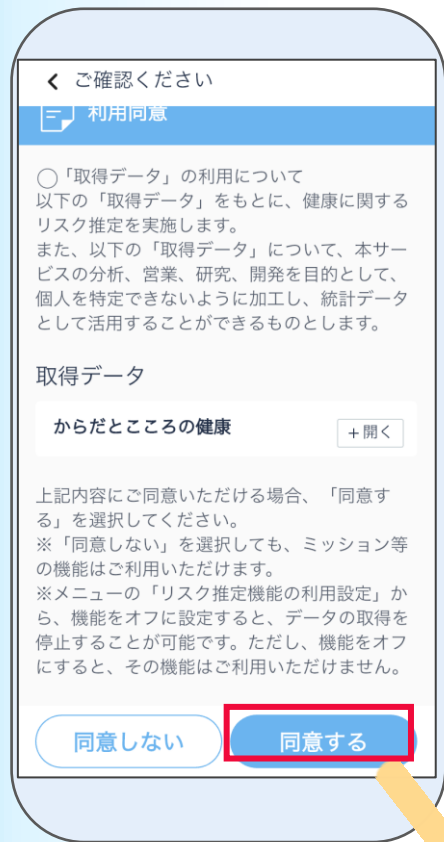 ご確認ください
利用同意
◯「取得データ」の利用について
以下の「取得データ」をもとに、健康に関する
リスク推定を実施します。
また、以下の「取得データ」について、本サー
ビスの分析、営業、研究、開発を目的として、
個人を特定できないように加工し、統計データ
として活用することができるものとします。
取得データ
からだとこころの健康
+開く
上記内容にご同意いただける場合、「同意す
る」を選択してください。
※「同意しない」を選択しても、ミッション等
の機能はご利用いただけます。
※メニューの「リスク推定機能の利用設定」か
ら、機能をオフに設定すると、データの取得を
停止することが可能です。ただし、機能をオフ
にすると、その機能はご利用いただけません。
同意しない
同意する